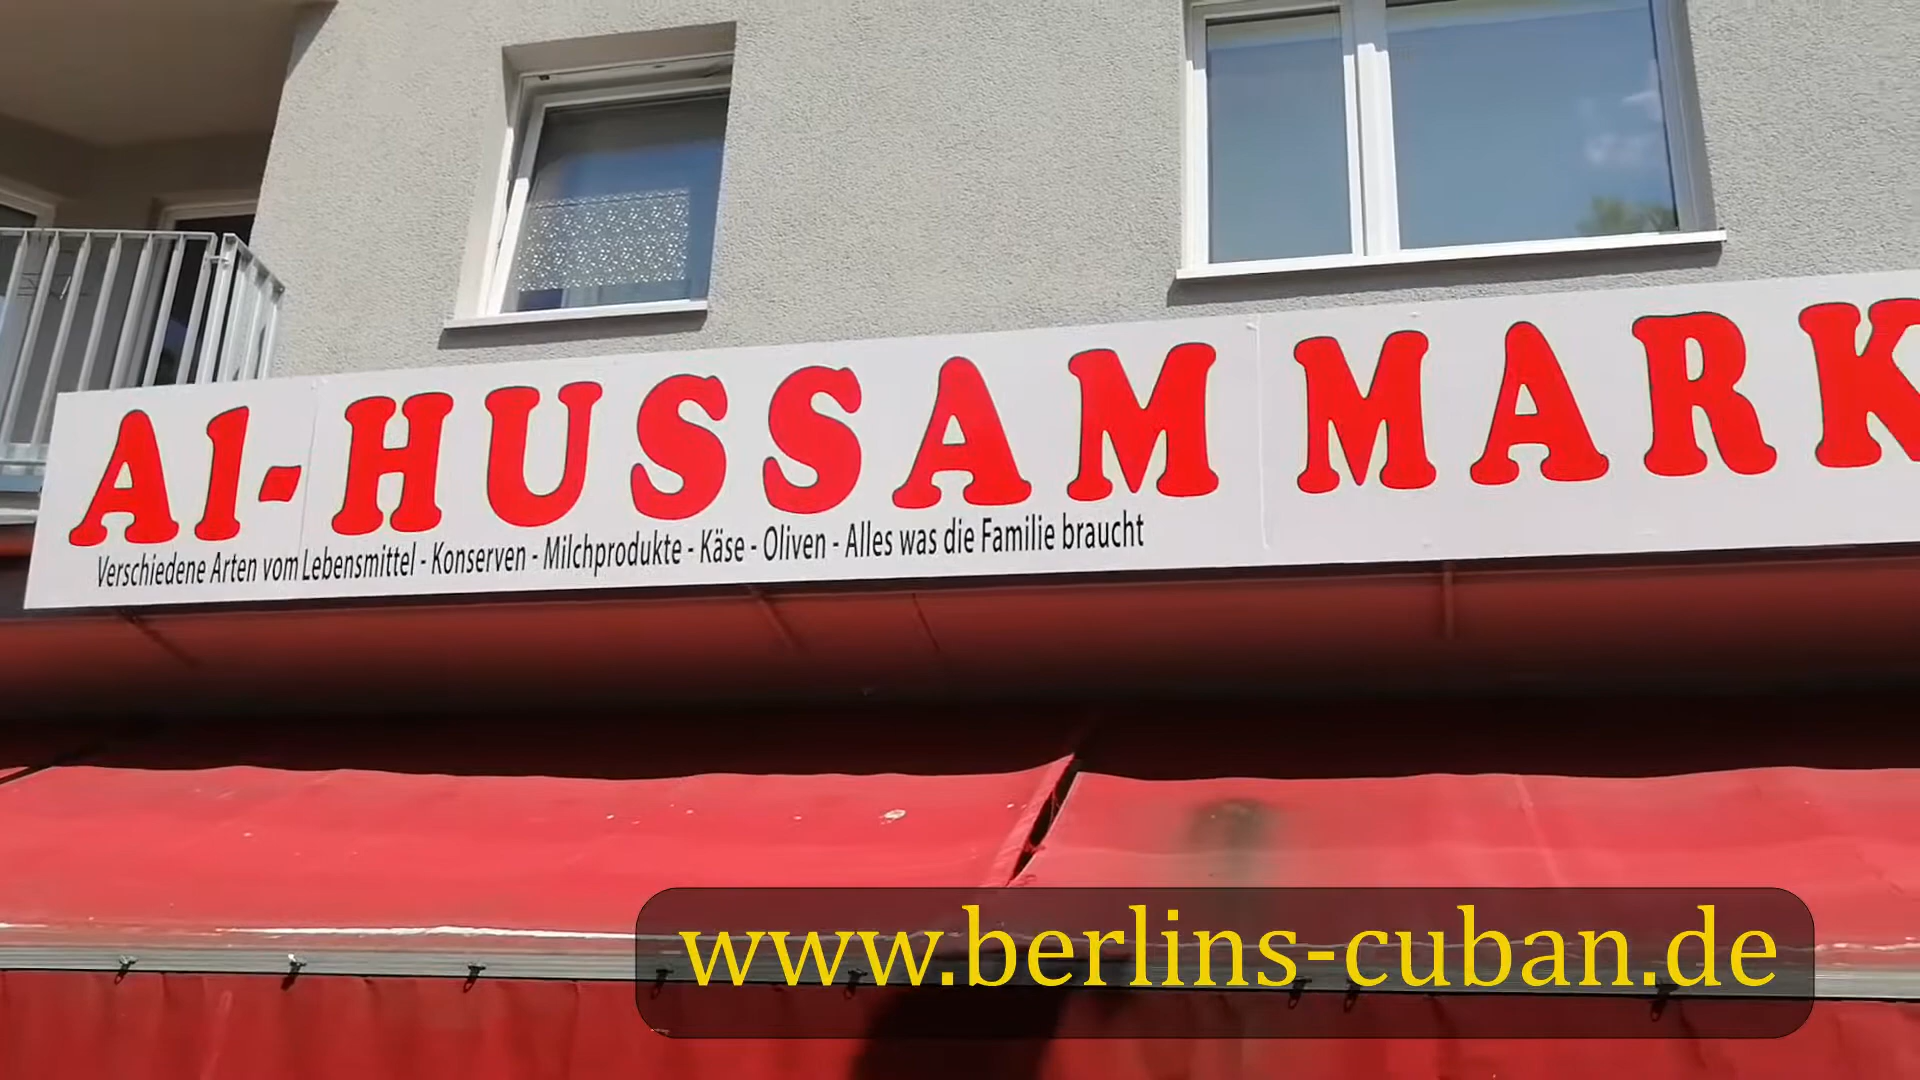 Al-HUSSAM MARK
Verschiedene Arten vom Lebensmittel - Konserven - Milchprodukte - Käse - Oliven - Alles was die Familie braucht
www.berlins-cuban.de